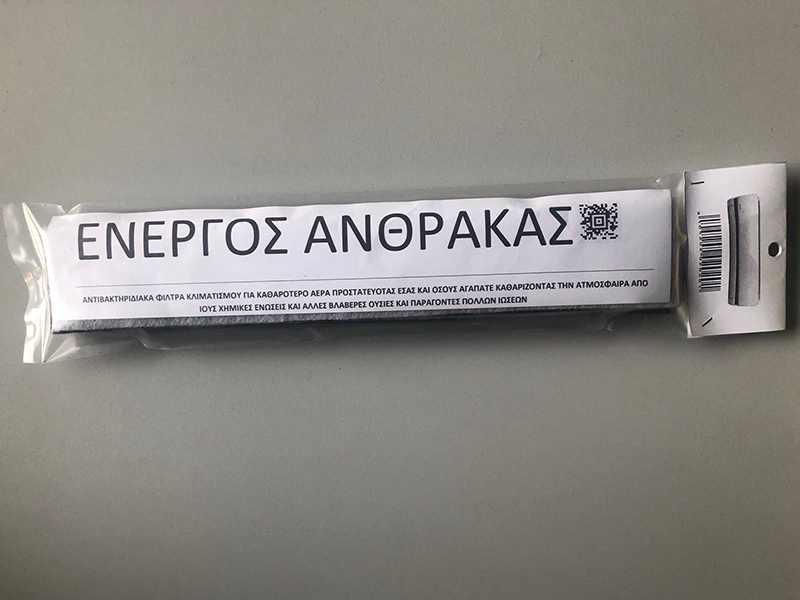 ΕΝΕΡΓΟΣ ΑΝΘΡΑΚΑΣ
ΑΝΤΙΒΑΚΤΗΡΙΔΙΑΚΑ ΦΙΛΤΡΑ ΚΛΙΜΑΤΙΣΜΟΥ ΓΙΑ ΚΑΘΑΡΟΤΕΡΟ ΑΕΡΑ ΠΡΟΣΤΑΤΕΥΟΤΑΣ ΕΣΑΣ ΚΑΙ ΟΣΟΥΣ ΑΓΑΠΑΤΕ ΚΑΘΑΡΙΖΟΝΤΑΣ ΤΗΝ ΑΤΜΟΣΦΑΙΡΑ ΑΠΟ
ΙΟΥΣ ΧΗΜΙΚΕΣ ΕΝΩΣΕΙΣ ΚΑΙ ΑΛΛΕΣ ΒΛΑΒΕΡΕΣ ΟΥΣΙΕΣ ΚΑΙ ΠΑΡΑΓΟΝΤΕΣ ΠΟΛΛΩΝ ΙΩΣΕΩΝ